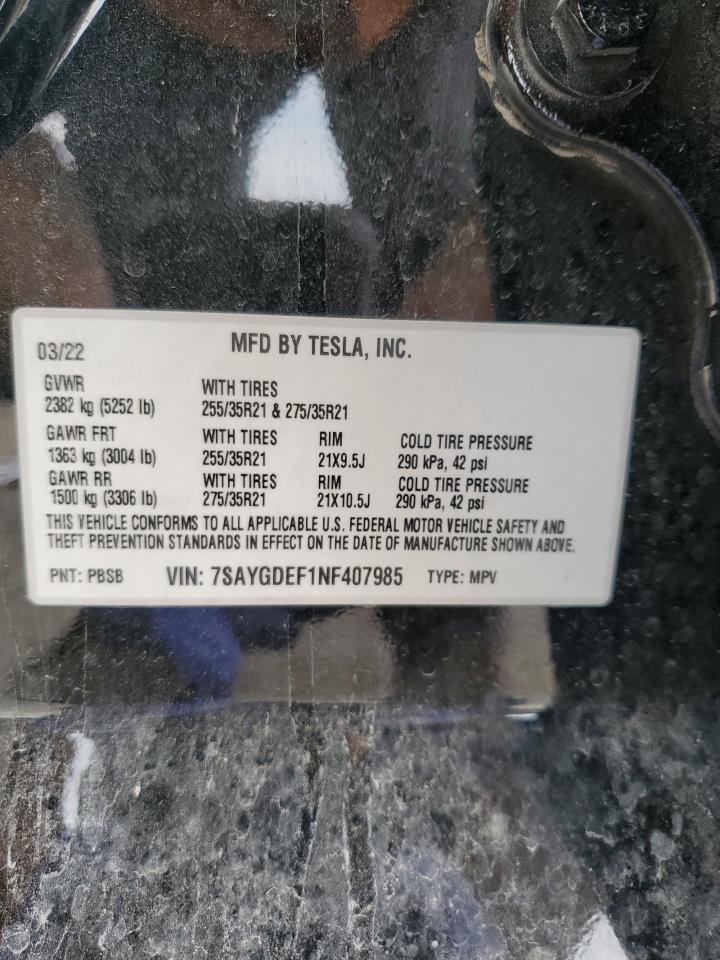 03/22 MFD BY TESLA, INC.
GVWR WITH TIRES
2382 kg (5252 lb) 255/35R21 & 275/35R21
GAWR FRT WITH TIRES RIM COLD TIRE PRESSURE
1363 kg (3004 lb) 255/35R21 21X9.5J 290 kPa, 42 psi
GAWR RR WITH TIRES RIM COLD TIRE PRESSURE
1500 kg (3306 lb) 275/35R21 21X10.5J 290 kPa, 42 psi
THIS VEHICLE CONFORMS TO ALL APPLICABLE U.S. FEDERAL MOTOR VEHICLE SAFETY AND
THEFT PREVENTION STANDARDS IN EFFECT ON THE DATE OF MANUFACTURE SHOWN ABOVE.
PNT: PBSB VIN: 7SAYGDEF1NF407985 TYPE: MPV